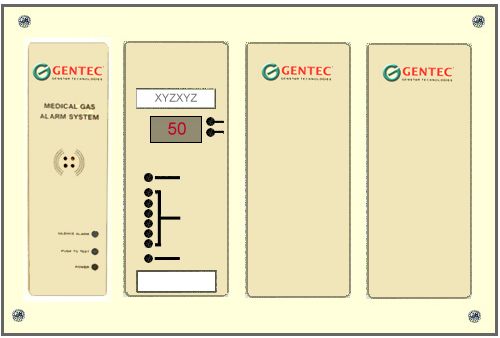 GENTEC
GENSTAR TECHNOLOGIES
MEDICAL GAS
ALARM SYSTEM
SILENCE ALARM
PUSH TO TEST
POWER
XYZXYZ
50
GENTEC
GENSTAR TECHNOLOGIES
GENTEC
GENSTAR TECHNOLOGIES